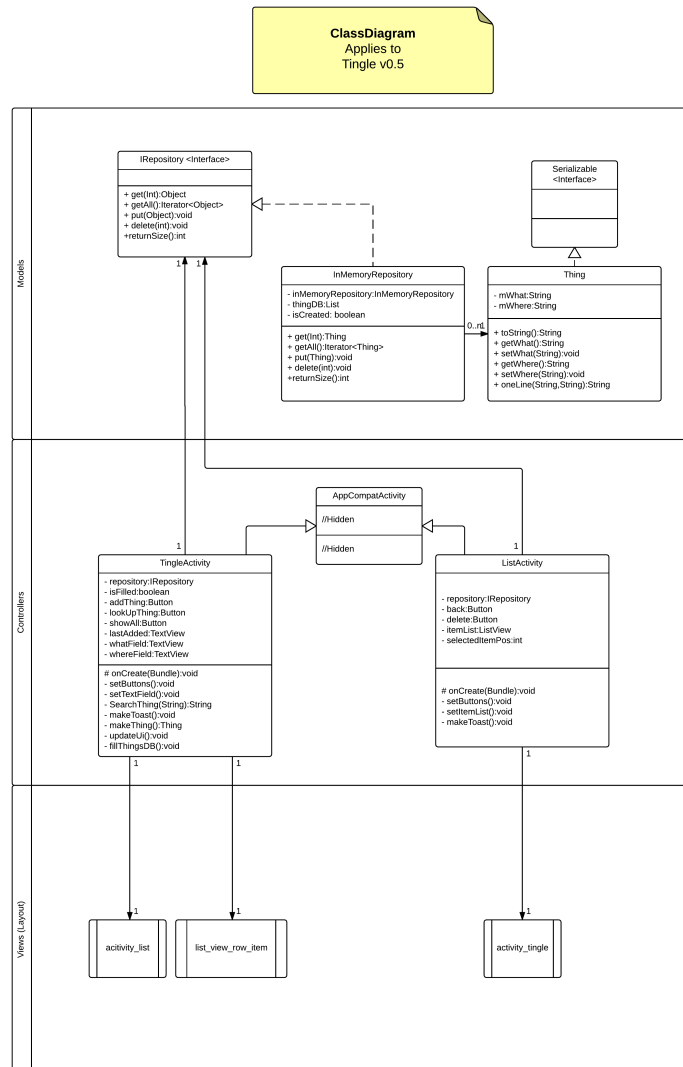 ClassDiagram
Applies to
Tingle v0.5
Models
IRepository <Interface>
+ get(Int):Object
+ getAll():Iterator<Object>
+ put(Object):void
+ delete(int):void
+returnSize():int
Serializable
<Interface>
1
1
InMemoryRepository
- inMemoryRepository:InMemoryRepository
- thingDB:List
- isCreated: boolean
+ get(Int):Thing
+ getAll():Iterator<Thing>
+ put(Thing):void
+ delete(int):void
+returnSize():int
0..n
1
Thing
- mWhat:String
- mWhere:String
+ toString():String
+ getWhat():String
+ setWhat(String):void
+ getWhere():String
+ setWhere(String):void
+ oneLine(String,String):String
Controllers
AppCompatActivity
//Hidden
//Hidden
1
1
TingleActivity
- repository:IRepository
- isFilled:boolean
- addThing:Button
- lookUpThing:Button
- showAll:Button
- lastAdded:TextView
- whatField:TextView
- whereField:TextView
# onCreate(Bundle):void
- setButtons():void
- setTextField():void
- SearchThing(String):String
- makeToast():void
- makeThing():Thing
- updateUi():void
- fillThingsDB():void
ListActivity
- repository:IRepository
- back:Button
- delete:Button
- itemList:ListView
- selectedItemPos:int
# onCreate(Bundle):void
- setButtons():void
- setItemList():void
- makeToast():void
1
1
1
Views (Layout)
1
1
1
acitivity_list
list_view_row_item
activity_tingle